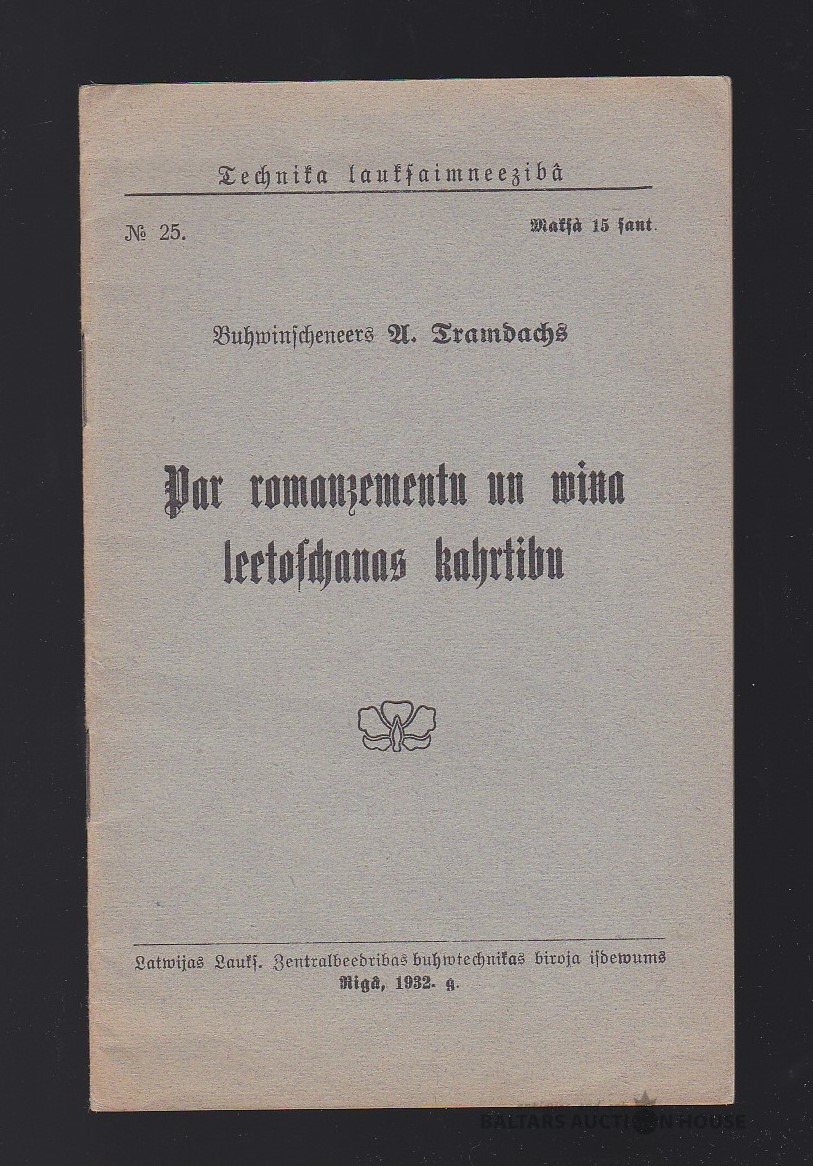 Technika laukſaimneezibâ
№ 25.
Makſâ 15 ſant.
Buhwinſcheneers A. Tramdachs
Par romanzementu un wina
leetoſchanas kahrtibu
Latwijas Laukſ. Zentralbeedribas buhwtechnikas biroja iſdewums
Rigâ, 1932. g.
BALTARS AUCTION HOUSE